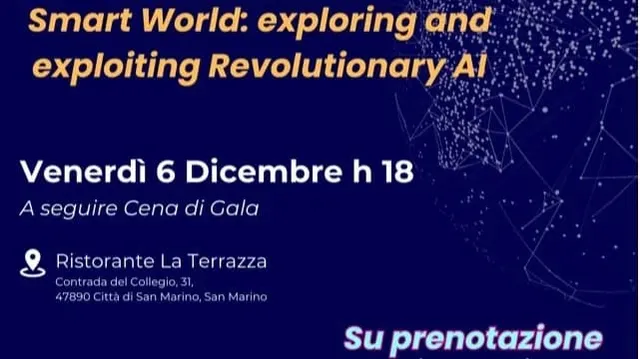 Smart World: exploring and
exploiting Revolutionary AI
Venerdì 6 Dicembre h 18
A seguire Cena di Gala
Ristorante La Terrazza
Contrada del Collegio, 31,
47890 Città di San Marino, San Marino
Su prenotazione